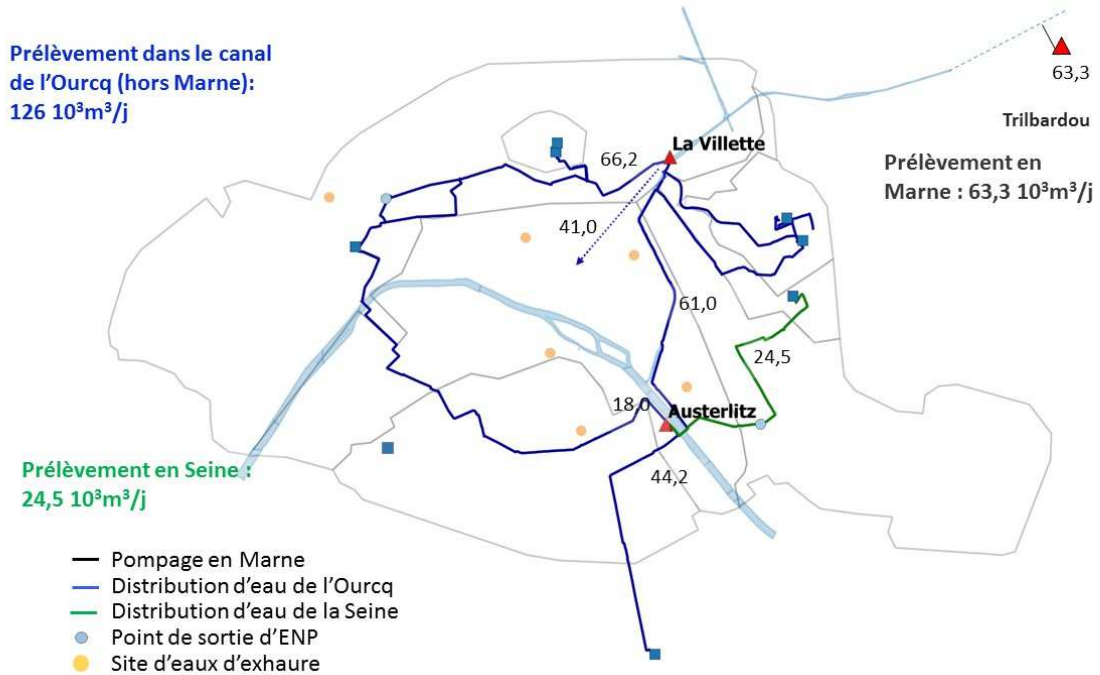 Prélèvement dans le canal
de l'Ourcq (hors Marne):
126 10³m³/j
63,3
Trilbardou
La Villette
66,2
Prélèvement en
Marne : 63,3 10³m³/j
41,0
61,0
24,5
18,0
Austerlitz
44,2
Prélèvement en Seine :
24,5 10³m³/j
Pompage en Marne
Distribution d'eau de l'Ourcq
Distribution d'eau de la Seine
Point de sortie d'ENP
Site d'eaux d'exhaure